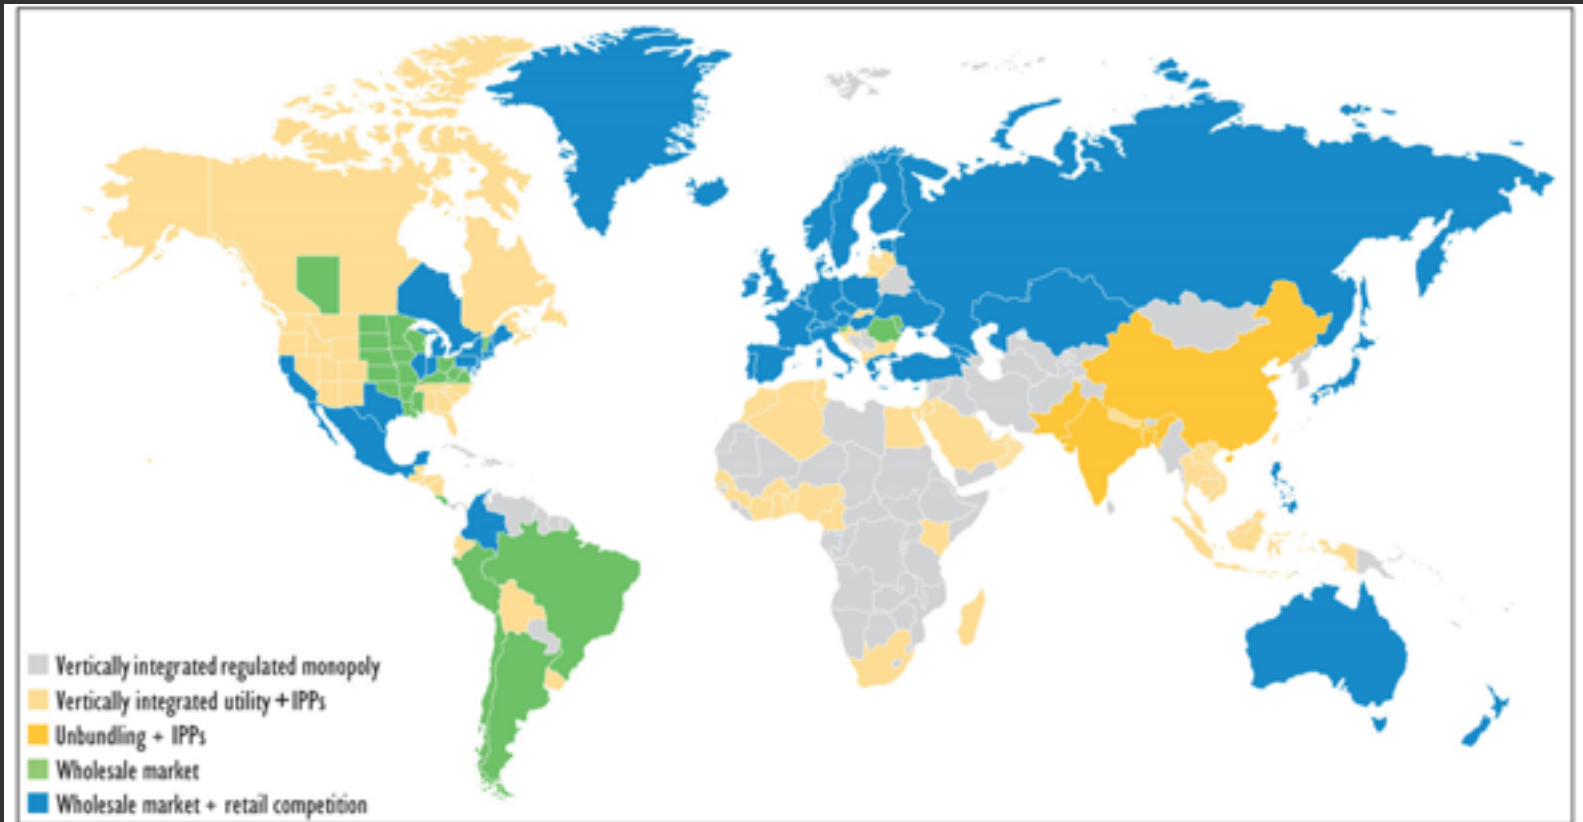 Vertically integrated regulated monopoly
Vertically integrated utility +IPPs
Unbundling + IPPs
Wholesale market
Wholesale market + retail competition